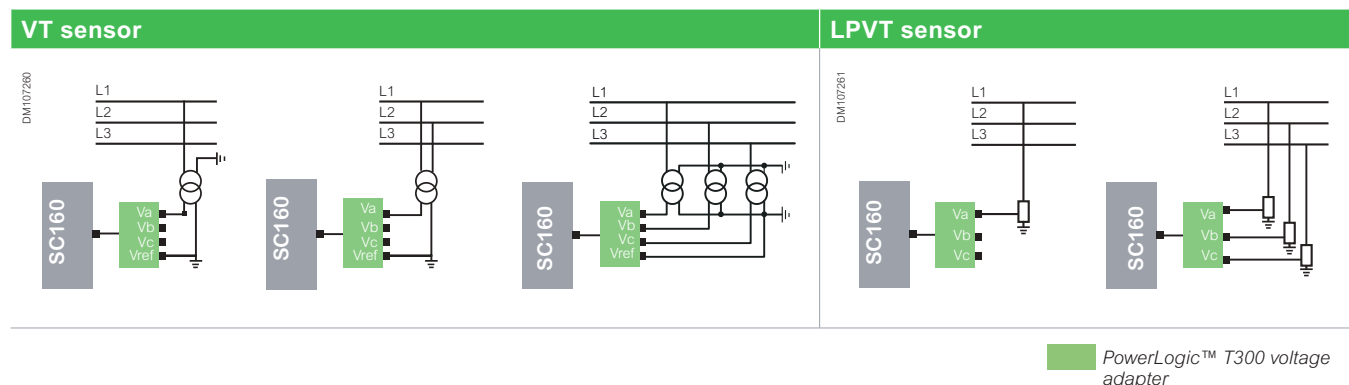 VT sensor
LPVT sensor
DM107260
L1
L2
L3
SC160
Va
Vb
Vc
Vref
L1
L2
L3
SC160
Va
Vb
Vc
Vref
L1
L2
L3
SC160
Va
Vb
Vc
Vref
DM107261
L1
L2
L3
SC160
Va
Vb
Vc
L1
L2
L3
SC160
Va
Vb
Vc
PowerLogic™ T300 voltage
adapter